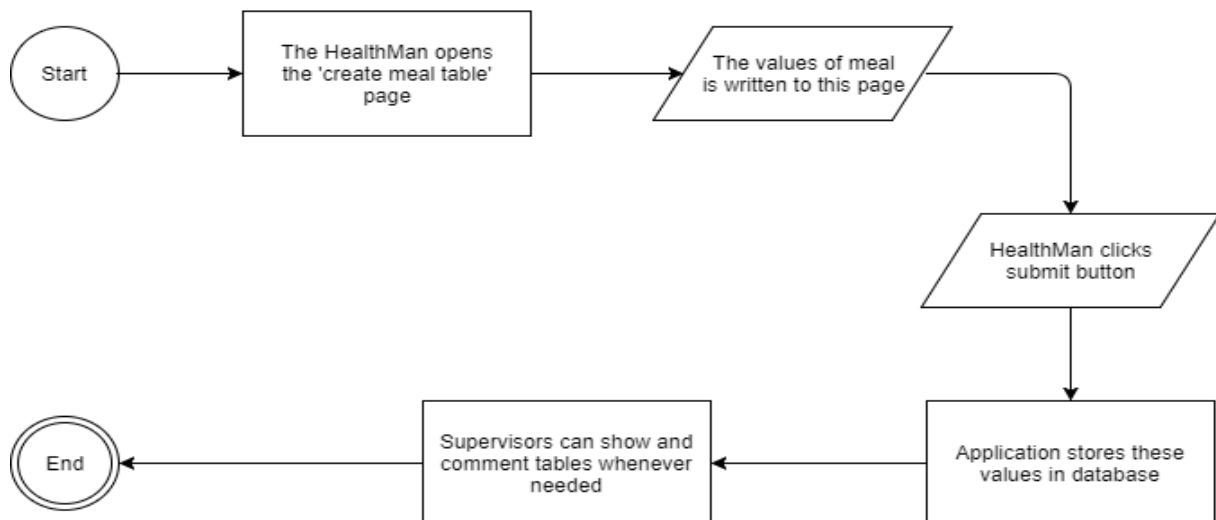 Start
The HealthMan opens
the 'create meal table'
page
The values of meal
is written to this page
HealthMan clicks
submit button
Application stores these
values in database
Supervisors can show and
comment tables whenever
needed
End